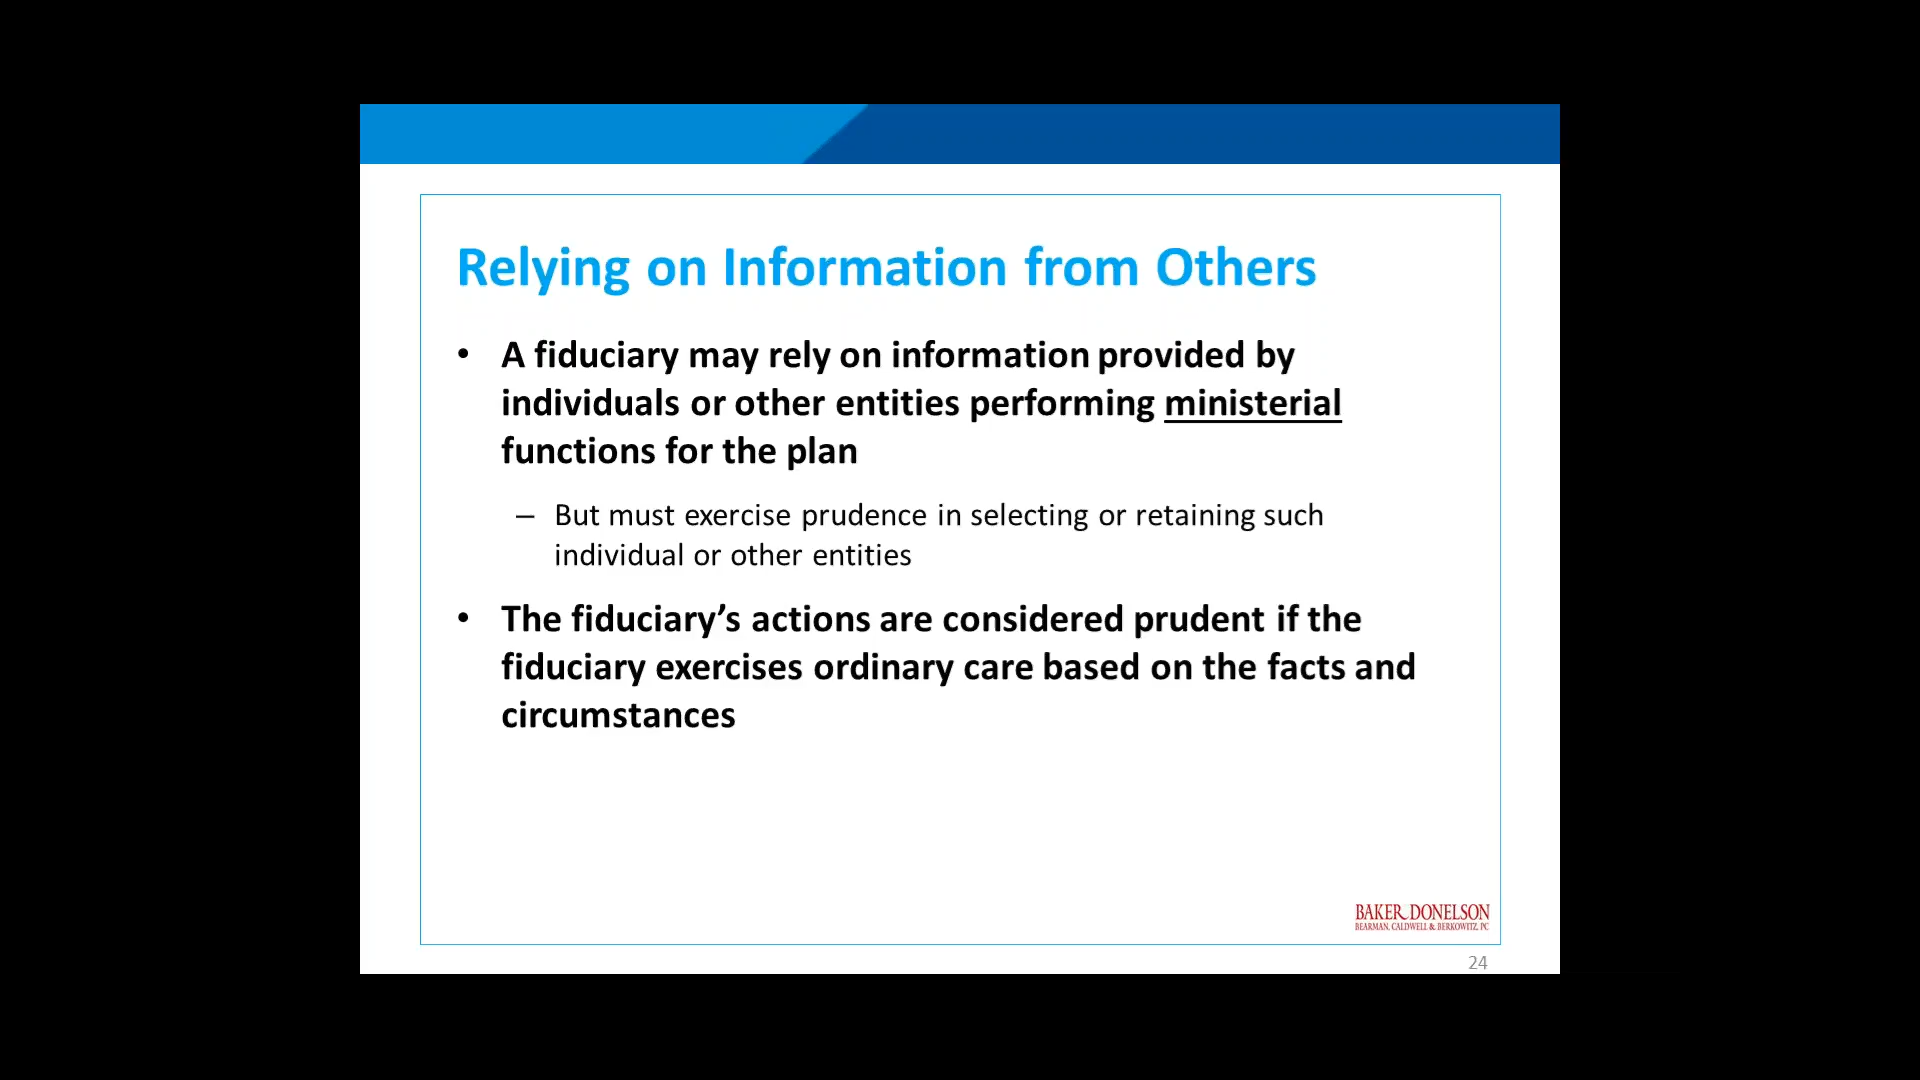 Relying on Information from Others
• A fiduciary may rely on information provided by
individuals or other entities performing ministerial
functions for the plan
– But must exercise prudence in selecting or retaining such
individual or other entities
• The fiduciary’s actions are considered prudent if the
fiduciary exercises ordinary care based on the facts and
circumstances
BAKER DONELSON
BEARMAN, CALDWELL & BERKOWITZ, PC
24